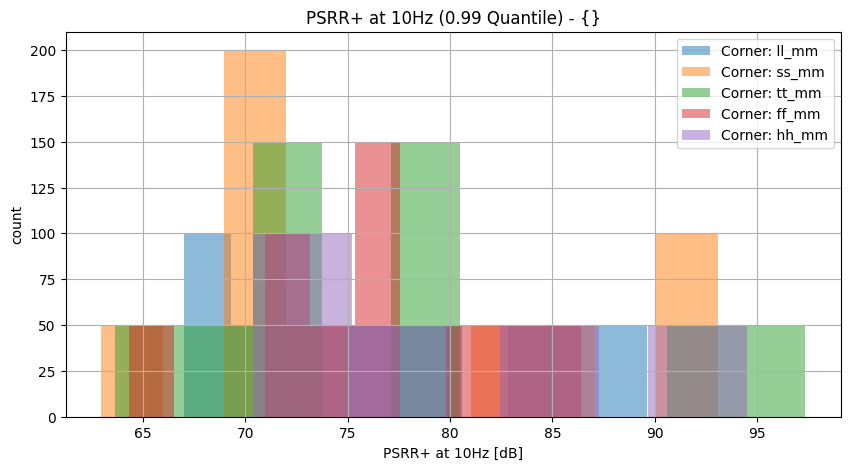 PSRR+ at 10Hz (0.99 Quantile) - {}
Corner: ll_mm
Corner: ss_mm
Corner: tt_mm
Corner: ff_mm
Corner: hh_mm
200
175
150
125
100
75
50
25
0
count
65 70 75 80 85 90 95
PSRR+ at 10Hz [dB]